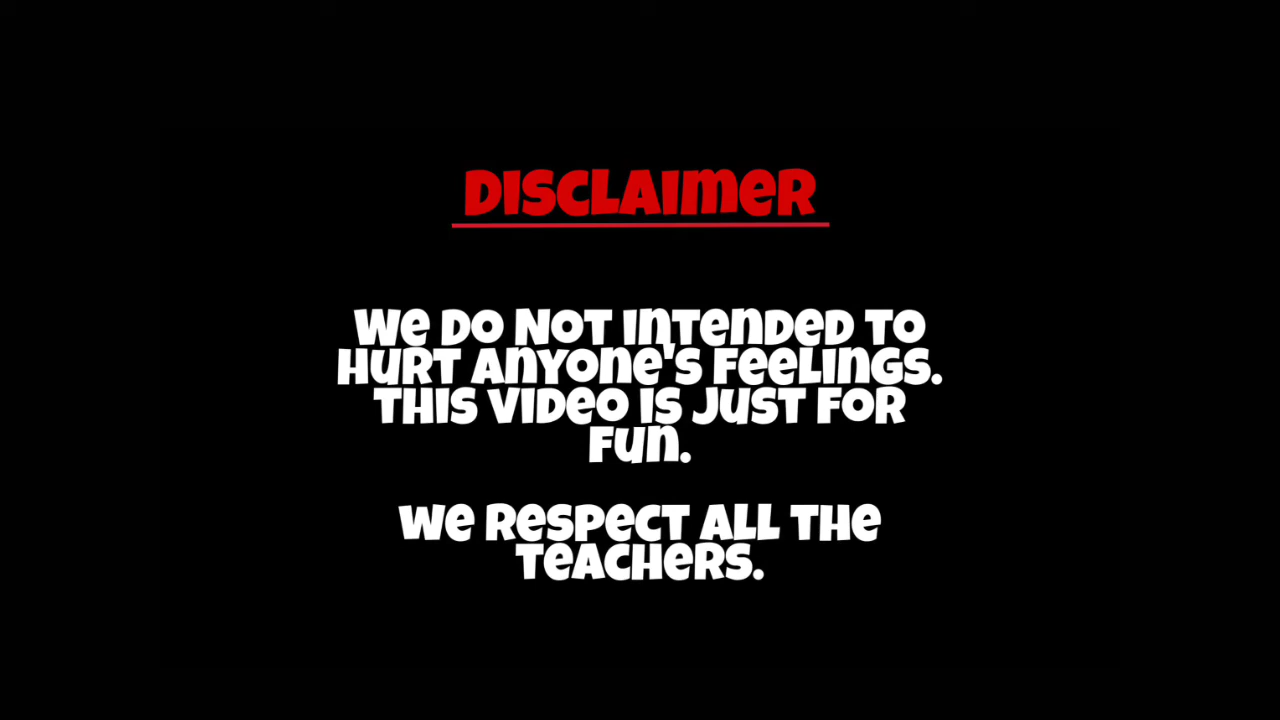 DISCLAIMER
WE DO NOT INTENDED TO
HURT ANYONE'S FEELINGS.
THIS VIDEO IS JUST FOR
FUN.
WE RESPECT ALL THE
TEACHERS.